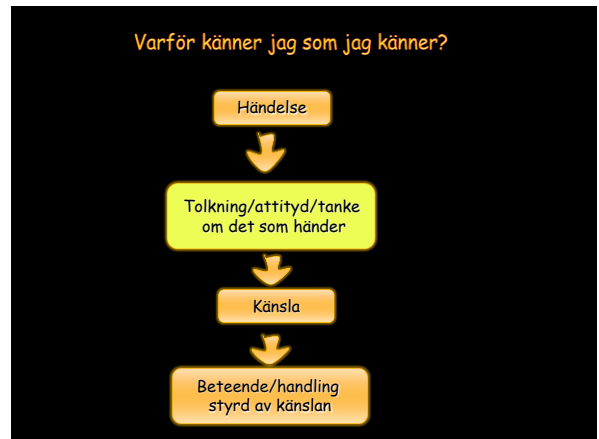 Varför känner jag som jag känner?
Händelse
Tolkning/attityd/tanke
om det som händer
Känsla
Beteende/handling
styrd av känslan